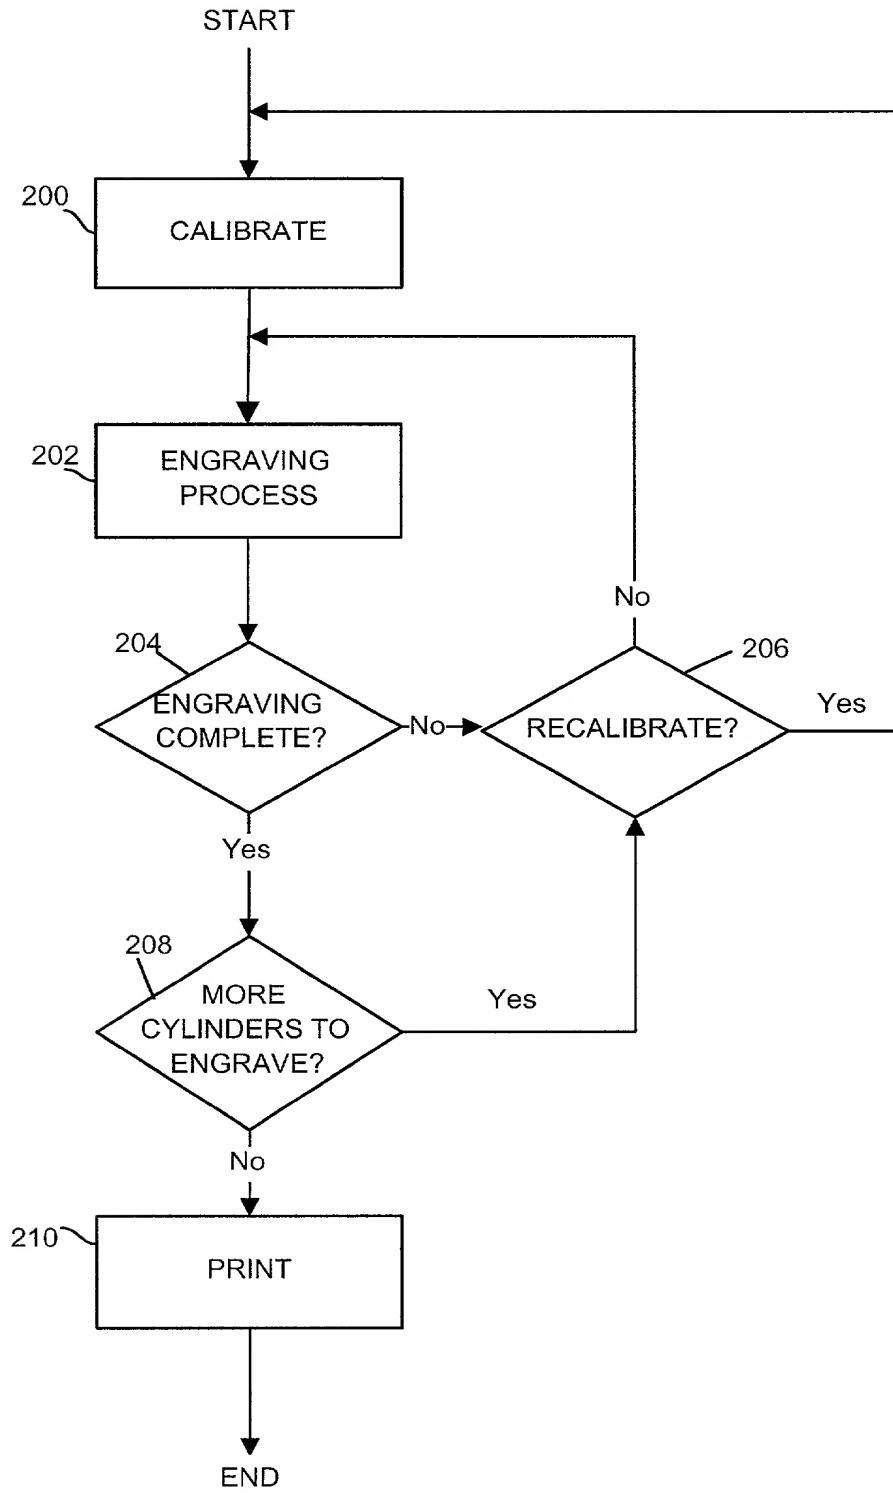 START
200
CALIBRATE
202
ENGRAVING
PROCESS
No
204
206
ENGRAVING
COMPLETE?
No
RECALIBRATE?
Yes
Yes
208
MORE
CYLINDERS TO
ENGRAVE?
Yes
No
210
PRINT
END